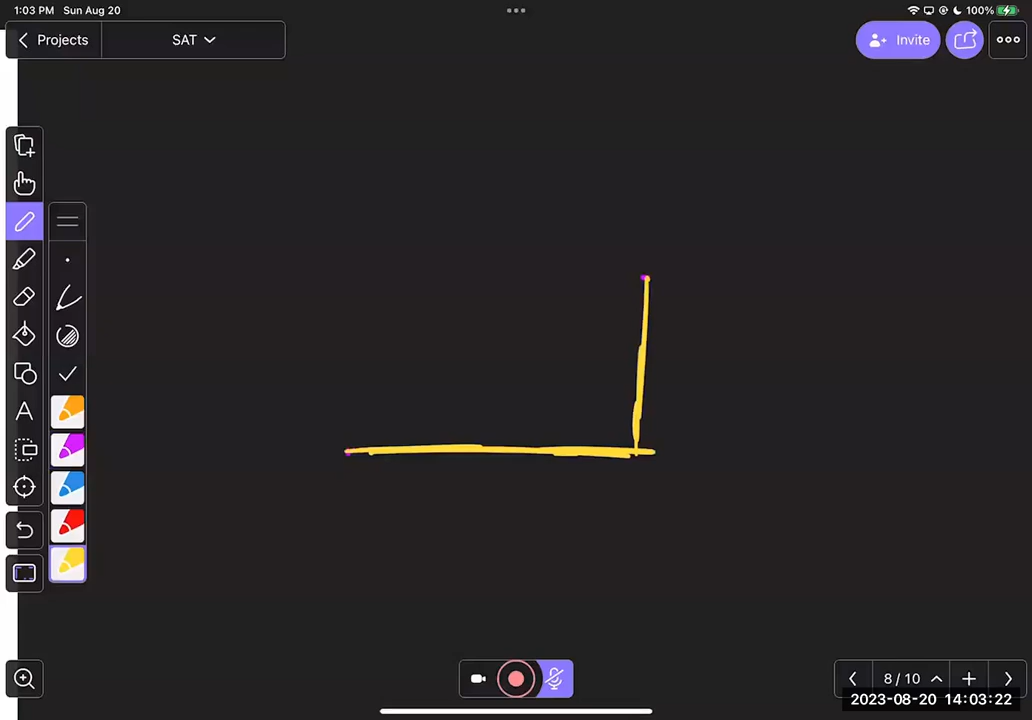 1:03 PM Sun Aug 20
100%
Projects
SAT
Invite
A
8 / 10
2023-08-20 14:03:22